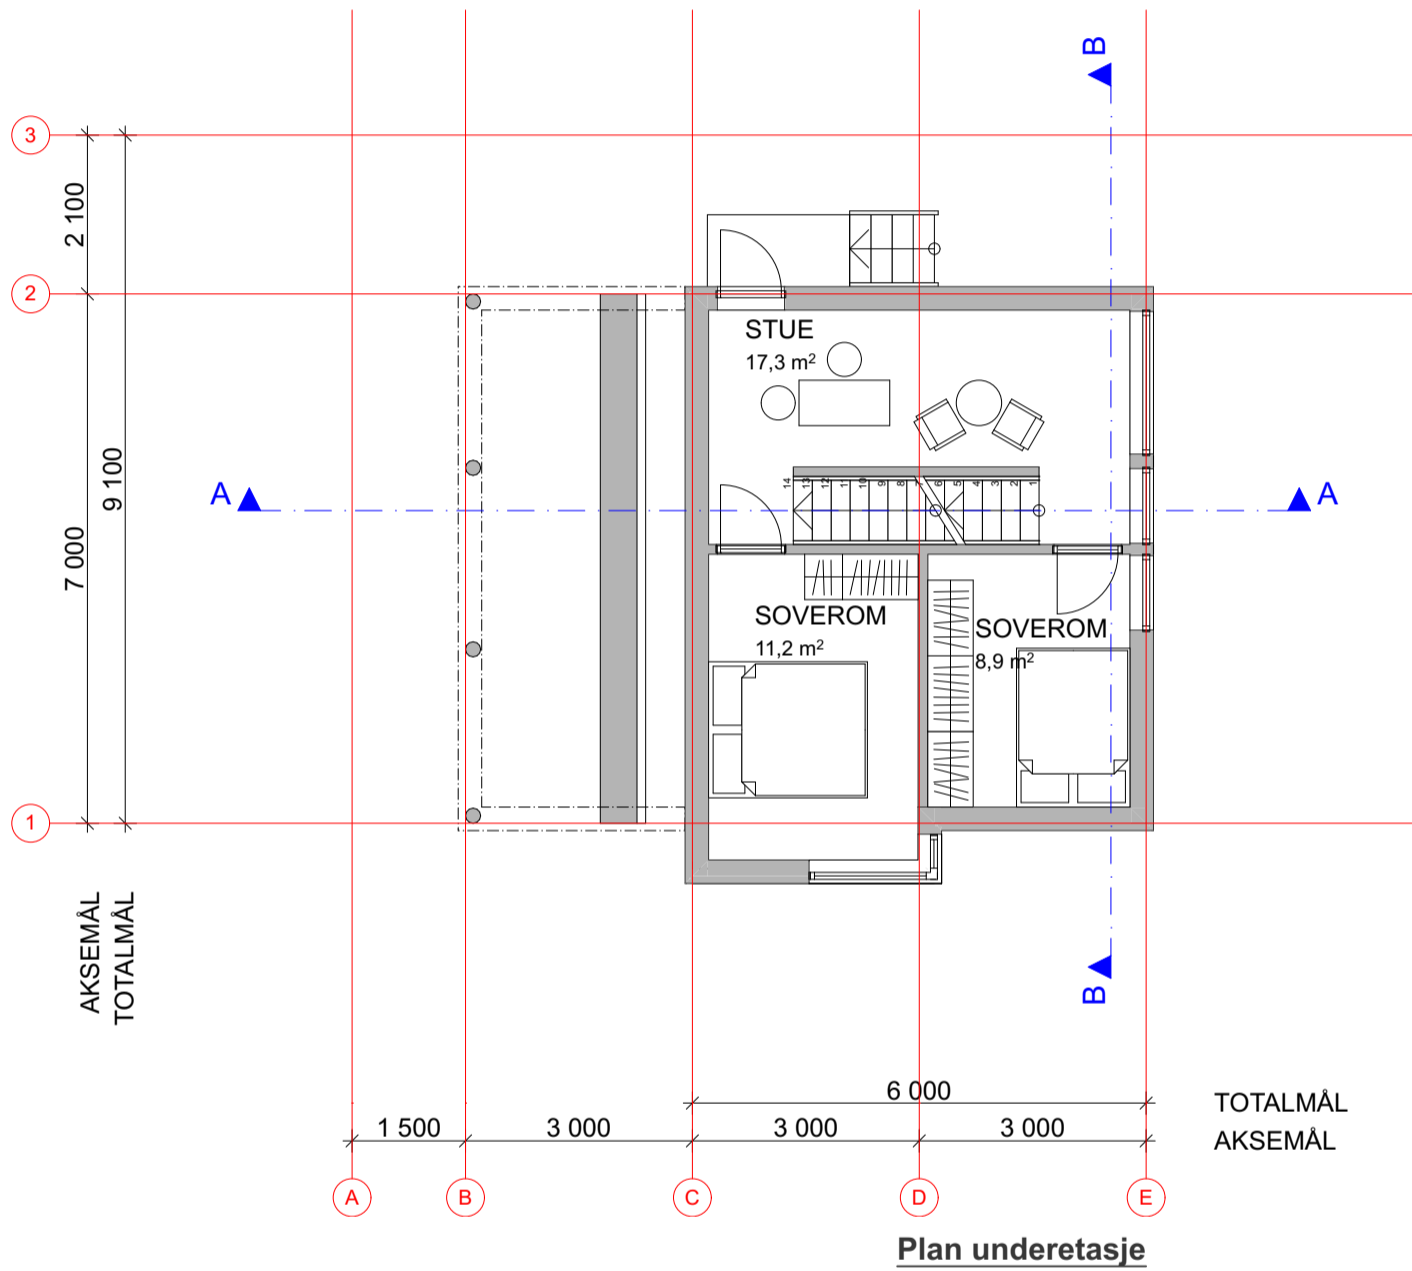 B
3
2 100
2
STUE
17,3 m²
9 100
A
A
14 13 12 11 10 9 8 7 6 5 4 3 2 1
7 000
SOVEROM
11,2 m²
SOVEROM
8,9 m²
1
AKSEMÅL
TOTALMÅL
B
6 000
TOTALMÅL
1 500 3 000 3 000 3 000
AKSEMÅL
A B C D E
Plan underetasje